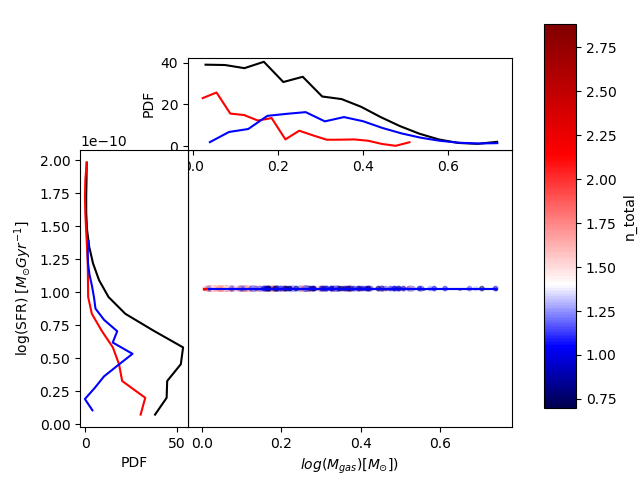 40
20
0
PDF
0.0 0.2 0.4 0.6
1e−10
2.00
1.75
1.50
1.25
1.00
0.75
0.50
0.25
0.00
log(SFR) [$M_{\odot}Gyr^{-1}$]
0 50
PDF
0.0 0.2 0.4 0.6
$log(M_{gas})[M_{\odot}]$)
2.75
2.50
2.25
2.00
1.75
1.50
1.25
1.00
0.75
n_total